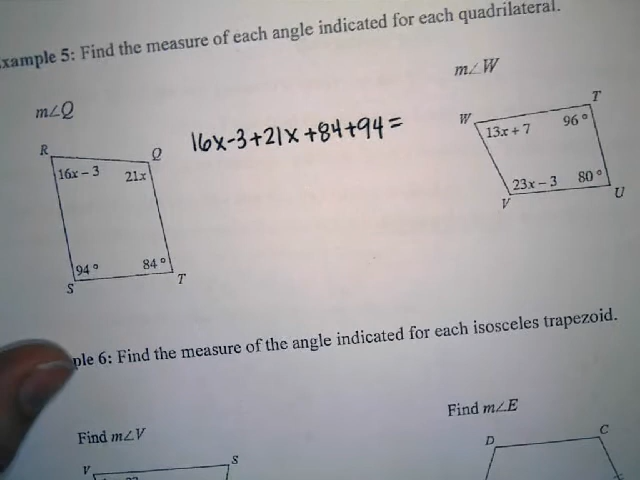 xample 5: Find the measure of each angle indicated for each quadrilateral.
m∠Q
16x-3+21x+84+94=
R
Q
16x – 3
21x
94 °
84 °
S
T
m∠W
W
T
13x + 7
96 °
23x – 3
80 °
V
U
ple 6: Find the measure of the angle indicated for each isosceles trapezoid.
Find m∠V
V
S
Find m∠E
D
C